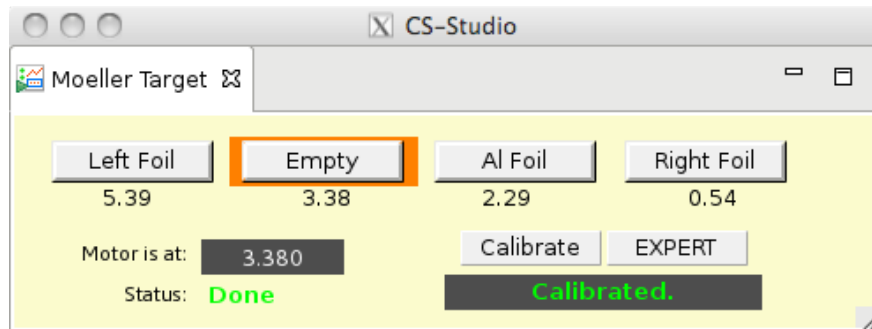 CS-Studio
Moeller Target
Left Foil Empty Al Foil Right Foil
5.39 3.38 2.29 0.54
Motor is at: 3.380 Calibrate EXPERT
Status: Done Calibrated.